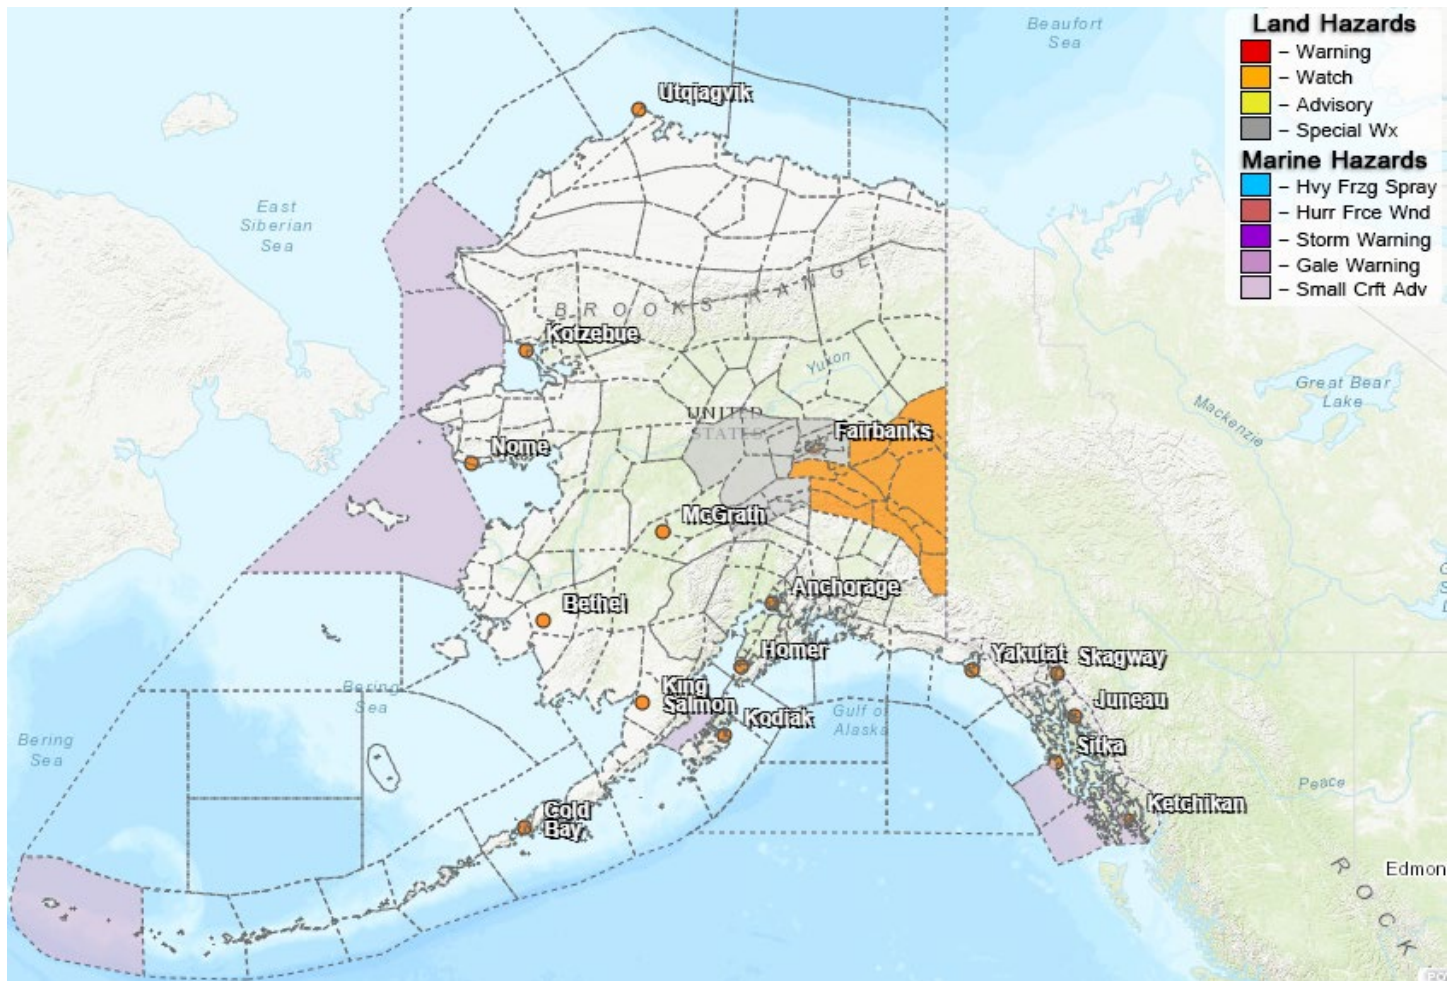 Beaufort
Sea
Land Hazards
- Warning
- Watch
- Advisory
- Special Wx
Marine Hazards
- Hvy Frzg Spray
- Hurr Frce Wnd
- Storm Warning
- Gale Warning
- Small Crft Adv
Utqiagvik
East
Siberian
Sea
BROOKS RANGE
Kotzebue
Yukon
Great Bear
Lake
Mackenzie
UNITED
STATES
Fairbanks
Nome
McGrath
Anchorage
Bethel
Homer
Yakutat
Skagway
King
Salmon
Juneau
Bering
Sea
Kodiak
Gulf of
Alaska
Sitka
Bering
Sea
Peace
Ketchikan
Cold
Bay
Edmon
ROCK